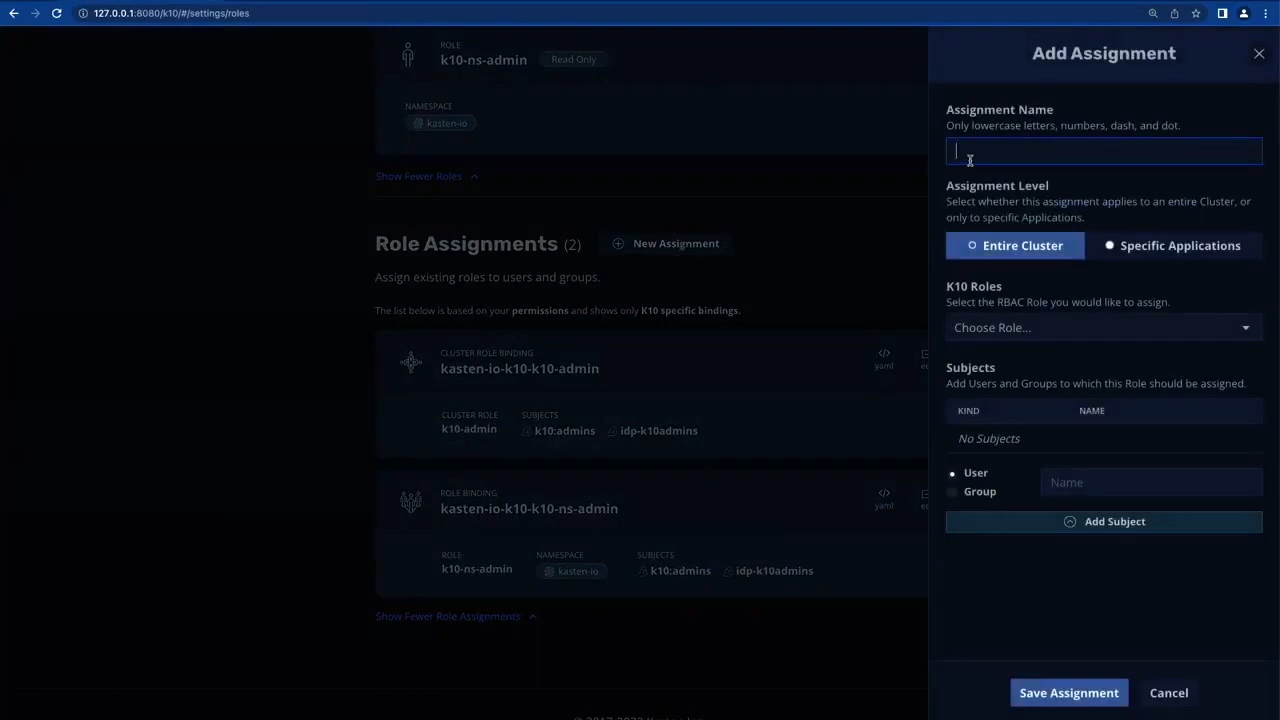 127.0.0.1:8080/k10/#/settings/roles
ROLE
k10-ns-admin
Read Only
NAMESPACE
kasten-io
Show Fewer Roles
Role Assignments (2)
New Assignment
Assign existing roles to users and groups.
The list below is based on your permissions and shows only K10 specific bindings.
CLUSTER ROLE BINDING
kasten-io-k10-k10-admin
yaml
CLUSTER ROLE
SUBJECTS
k10-admin
k10:admins
idp-k10admins
ROLE BINDING
kasten-io-k10-k10-ns-admin
yaml
ROLE
NAMESPACE
SUBJECTS
k10-ns-admin
kasten-io
k10:admins
idp-k10admins
Show Fewer Role Assignments
Add Assignment
Assignment Name
Only lowercase letters, numbers, dash, and dot.
Assignment Level
Select whether this assignment applies to an entire Cluster, or
only to specific Applications.
Entire Cluster
Specific Applications
K10 Roles
Select the RBAC Role you would like to assign.
Choose Role...
Subjects
Add Users and Groups to which this Role should be assigned.
KIND
NAME
No Subjects
User
Group
Name
Add Subject
Save Assignment
Cancel